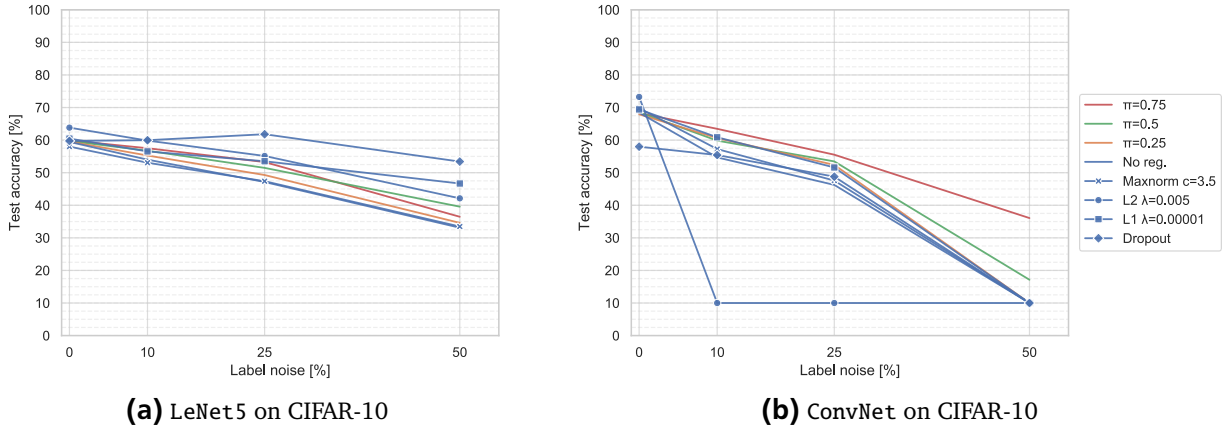 100
90
80
70
60
50
40
30
20
10
0
Test accuracy [%]
0 10 25 50
Label noise [%]
(a) LeNet5 on CIFAR-10
100
90
80
70
60
50
40
30
20
10
0
Test accuracy [%]
0 10 25 50
Label noise [%]
(b) ConvNet on CIFAR-10
π=0.75
π=0.5
π=0.25
No reg.
Maxnorm c=3.5
L2 λ=0.005
L1 λ=0.00001
Dropout